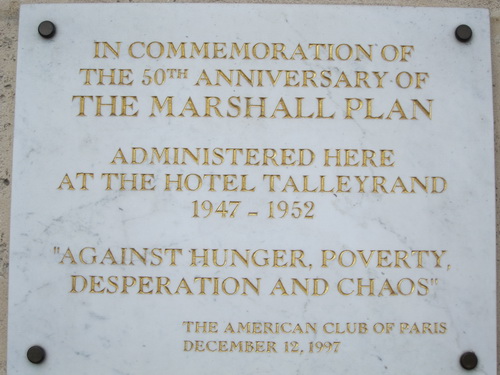 IN COMMEMORATION OF
THE 50TH ANNIVERSARY OF
THE MARSHALL PLAN
ADMINISTERED HERE
AT THE HOTEL TALLEYRAND
1947 - 1952
"AGAINST HUNGER, POVERTY,
DESPERATION AND CHAOS"
THE AMERICAN CLUB OF PARIS
DECEMBER 12, 1997